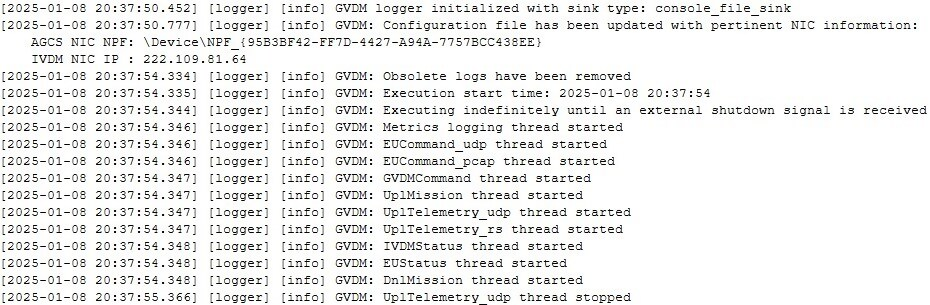 [2025-01-08 20:37:50.452] [logger] [info] GVDM logger initialized with sink type: console_file_sink
[2025-01-08 20:37:50.777] [logger] [info] GVDM: Configuration file has been updated with pertinent NIC information:
AGCS NIC NPF: \Device\NPF_{95B3BF42-FF7D-4427-A94A-7757BCC438EE}
IVDM NIC IP : 222.109.81.64
[2025-01-08 20:37:54.334] [logger] [info] GVDM: Obsolete logs have been removed
[2025-01-08 20:37:54.335] [logger] [info] GVDM: Execution start time: 2025-01-08 20:37:54
[2025-01-08 20:37:54.344] [logger] [info] GVDM: Executing indefinitely until an external shutdown signal is received
[2025-01-08 20:37:54.346] [logger] [info] GVDM: Metrics logging thread started
[2025-01-08 20:37:54.346] [logger] [info] GVDM: EUCommand_udp thread started
[2025-01-08 20:37:54.346] [logger] [info] GVDM: EUCommand_pcap thread started
[2025-01-08 20:37:54.347] [logger] [info] GVDM: GVDMCommand thread started
[2025-01-08 20:37:54.347] [logger] [info] GVDM: UplMission thread started
[2025-01-08 20:37:54.347] [logger] [info] GVDM: UplTelemetry_udp thread started
[2025-01-08 20:37:54.347] [logger] [info] GVDM: UplTelemetry_rs thread started
[2025-01-08 20:37:54.348] [logger] [info] GVDM: IVDMStatus thread started
[2025-01-08 20:37:54.348] [logger] [info] GVDM: EUStatus thread started
[2025-01-08 20:37:54.348] [logger] [info] GVDM: DnlMission thread started
[2025-01-08 20:37:55.366] [logger] [info] GVDM: UplTelemetry_udp thread stopped